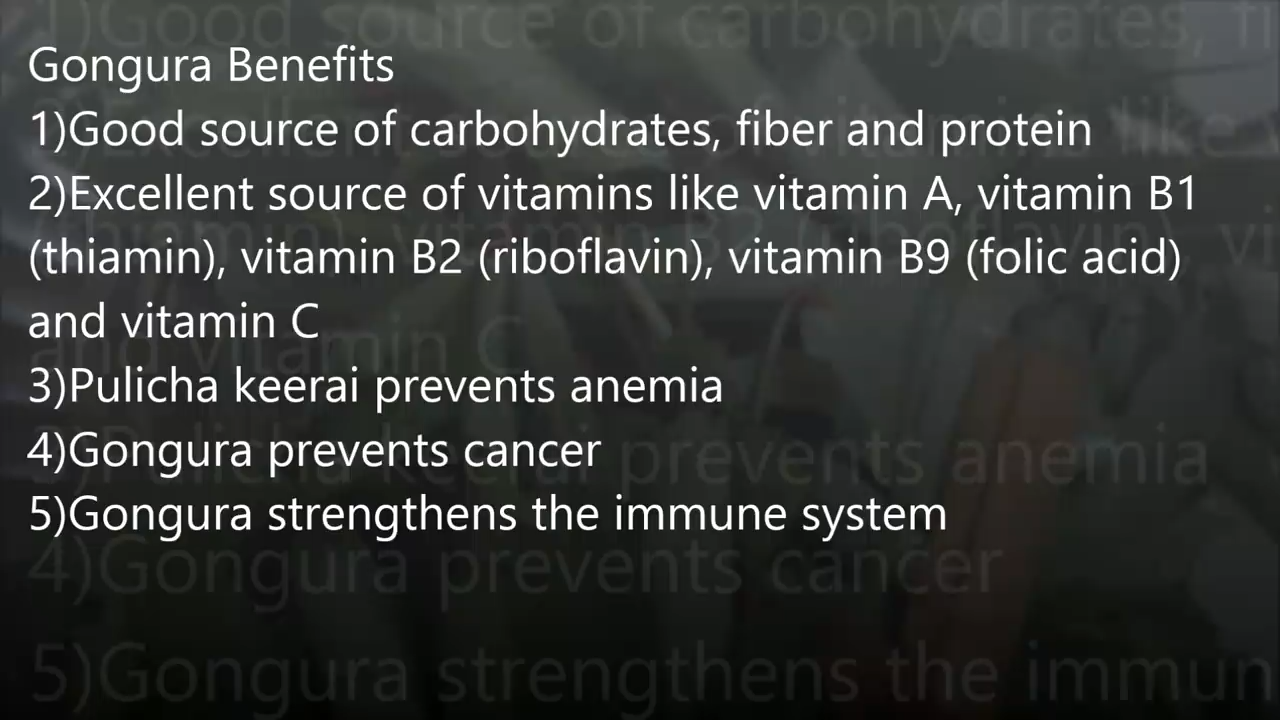 Gongura Benefits
1)Good source of carbohydrates, fiber and protein
2)Excellent source of vitamins like vitamin A, vitamin B1
(thiamin), vitamin B2 (riboflavin), vitamin B9 (folic acid)
and vitamin C
3)Pulicha keerai prevents anemia
4)Gongura prevents cancer
5)Gongura strengthens the immune system